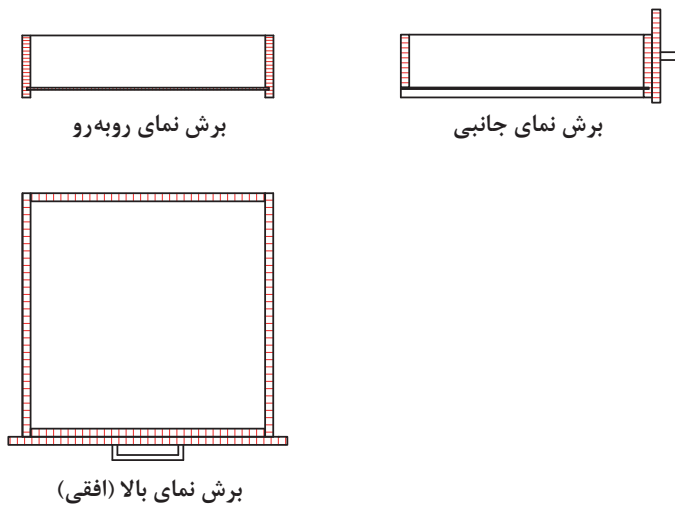 برش نمای روبه‌رو
برش نمای جانبی
برش نمای بالا (افقی)